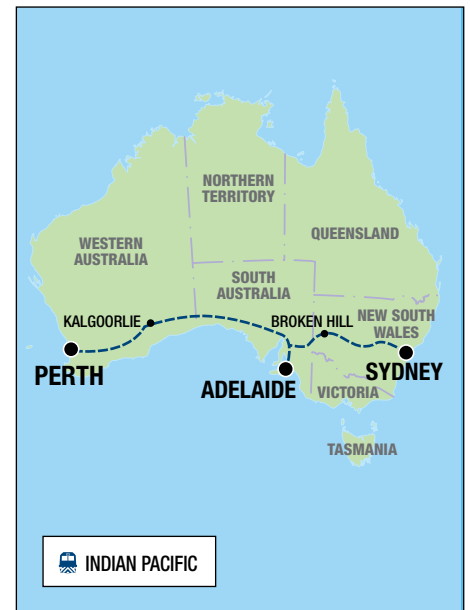 NORTHERN
TERRITORY
QUEENSLAND
WESTERN
AUSTRALIA
SOUTH
AUSTRALIA
KALGOORLIE
BROKEN HILL
NEW SOUTH
WALES
PERTH
ADELAIDE
SYDNEY
VICTORIA
TASMANIA
INDIAN PACIFIC